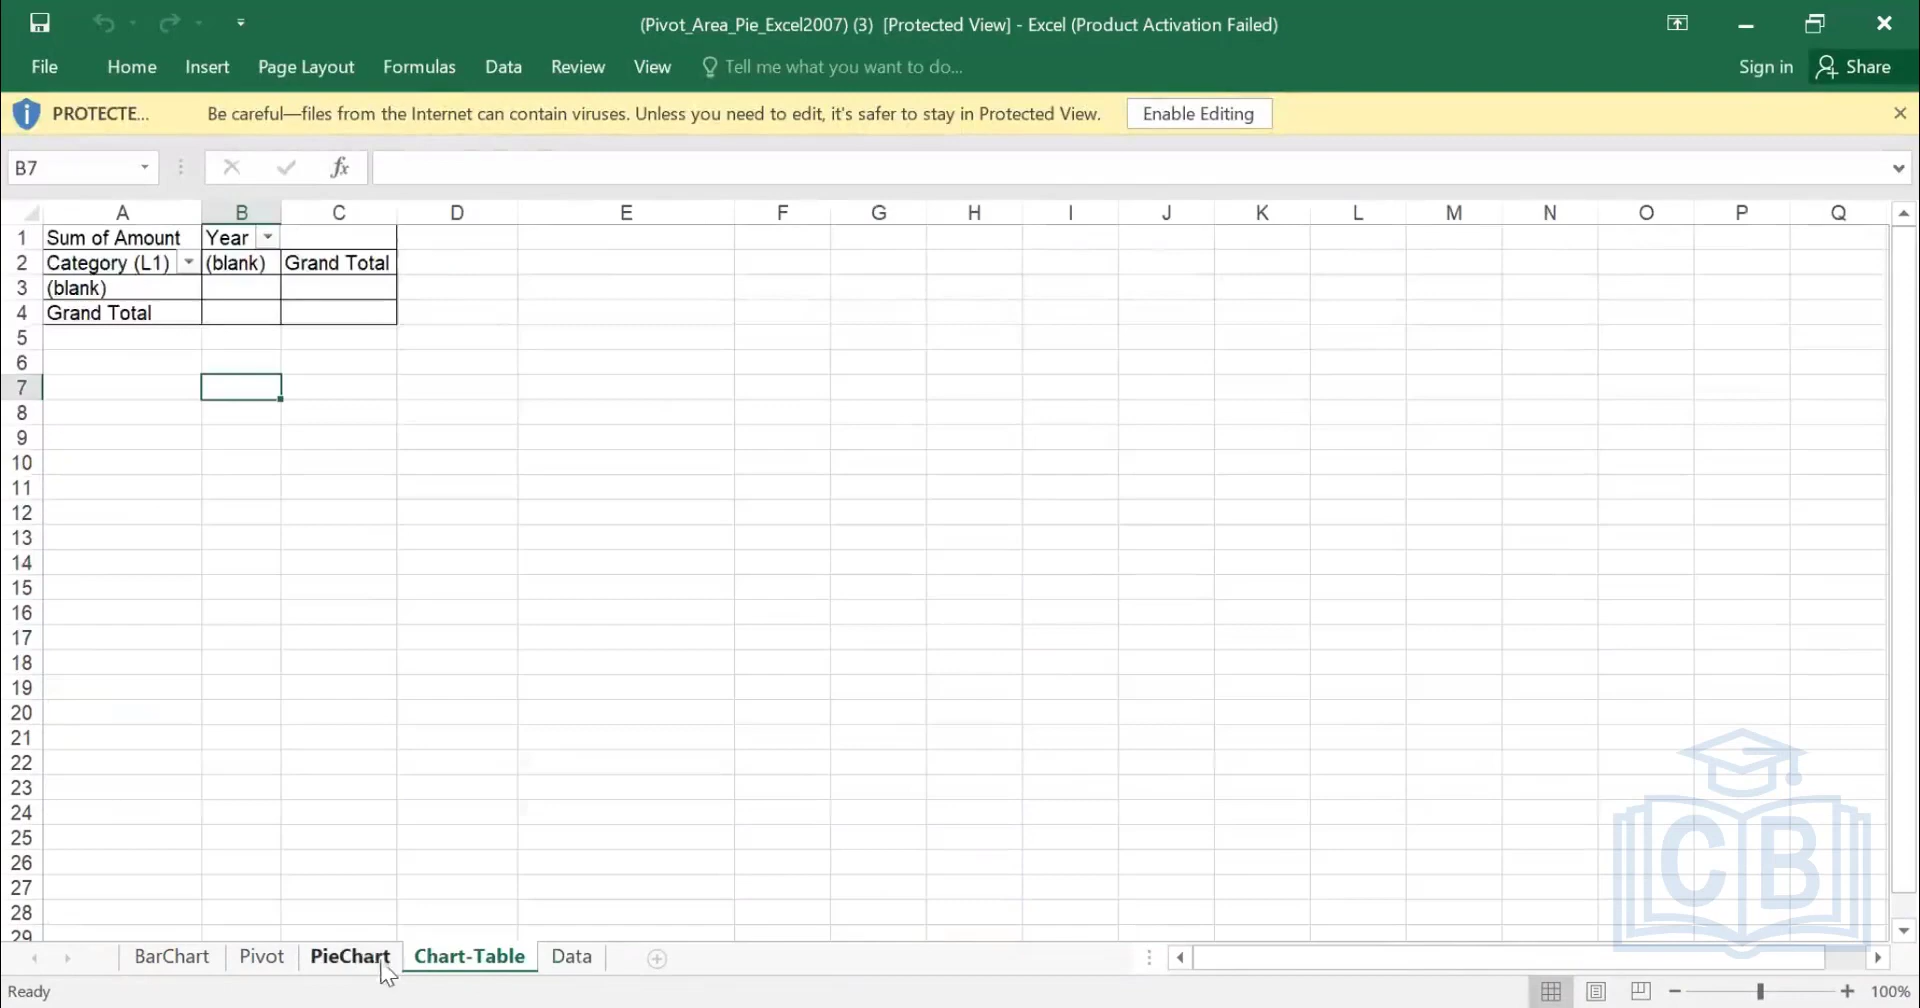 (Pivot_Area_Pie_Excel2007) (3) [Protected View] - Excel (Product Activation Failed)
File Home Insert Page Layout Formulas Data Review View Tell me what you want to do... Sign in Share
PROTECTE... Be careful—files from the Internet can contain viruses. Unless you need to edit, it's safer to stay in Protected View. Enable Editing
B7 fx
A B C D E F G H I J K L M N O P Q
1 Sum of Amount Year
2 Category (L1) (blank) Grand Total
3 (blank)
4 Grand Total
5
6
7
8
9
10
11
12
13
14
15
16
17
18
19
20
21
22
23
24
25
26
27
28
29
CB
BarChart Pivot PieChart Chart-Table Data
Ready 100%